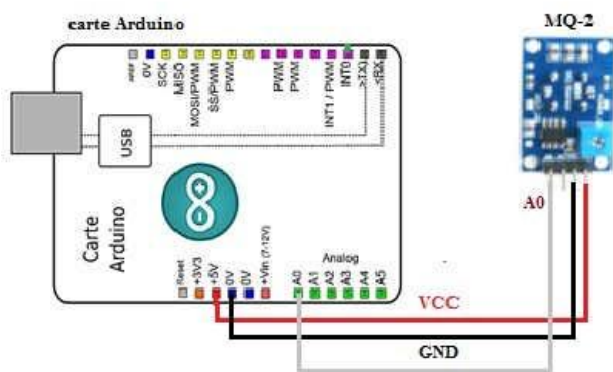 carte Arduino
MQ-2
AREF
0V
SCK
MISO
MOSI/PWM
SS/PWM
PWM
PWM
PWM
INT1 / PWM
INT0
>TX)
<RX
USB
Carte
Arduino
Reset
+3V3
+5V
0V
0V
+Vin (7-12V)
Analog
A0
A1
A2
A3
A4
A5
A0
VCC
GND